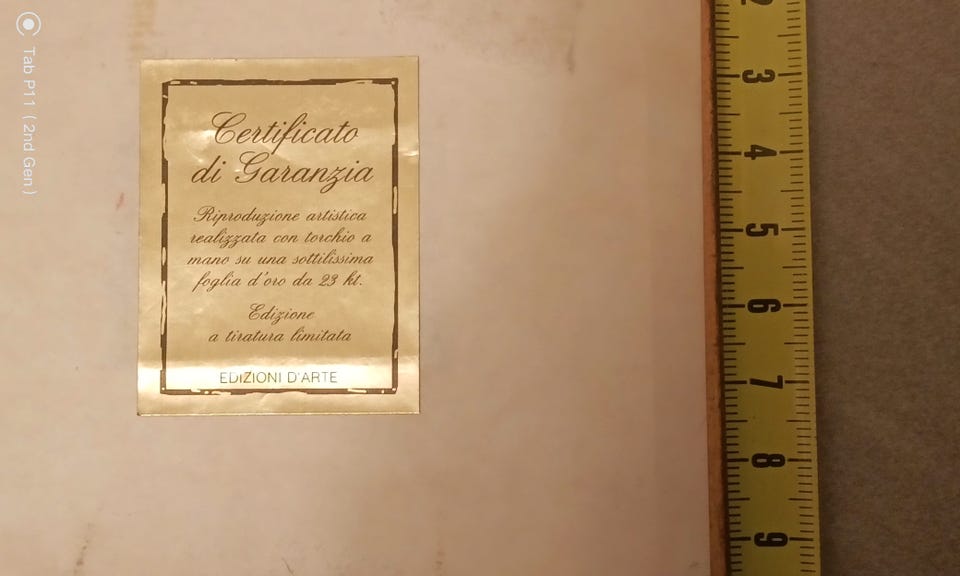 Tab P11 (2nd Gen)
Certificato
di Garanzia
Riproduzione artistica
realizzata con torchio a
mano su una sottilissima
foglia d'oro da 23 kt.
Edizione
a tiratura limitata
EDIZIONI D'ARTE
3
4
5
6
7
8
9